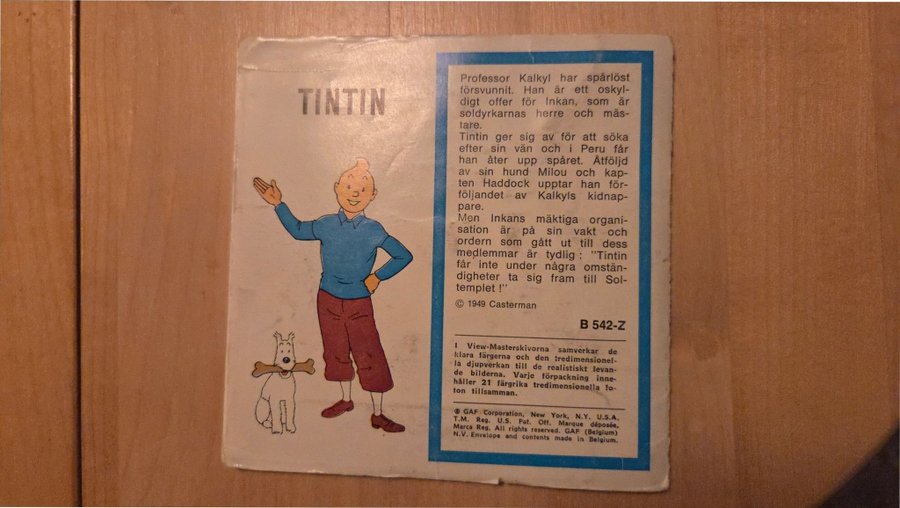 TINTIN
Professor Kalkyl har spårlöst
försvunnit. Han är ett oskyl-
digt offer för Inkan, som är
soldyrkarnas herre och mäs-
tare.
Tintin ger sig av för att söka
efter sin vän och i Peru får
han åter upp spåret. Åtföljd
av sin hund Milou och kap-
ten Haddock upptar han för-
följandet av Kalkyls kidnap-
pare.
Men Inkans mäktiga organi-
sation är på sin vakt och
ordern som gått ut till dess
medlemmar är tydlig : "Tintin
får inte under några omstän-
digheter ta sig fram till Sol-
templet !"
© 1949 Casterman
B 542-Z
I View-Masterskivorna samverkar de
klara färgerna och den tredimensionel-
la djupverkan till de realistiskt levan-
de bilderna. Varje förpackning inne-
håller 21 färgrika tredimensionella fo-
ton tillsamman.
® GAF Corporation, New York, N.Y. U.S.A.
T.M. Reg. U.S. Pat. Off. Marque déposée,
Marca Reg. All rights reserved. GAF (Belgium)
N.V. Envelope and contents made in Belgium.